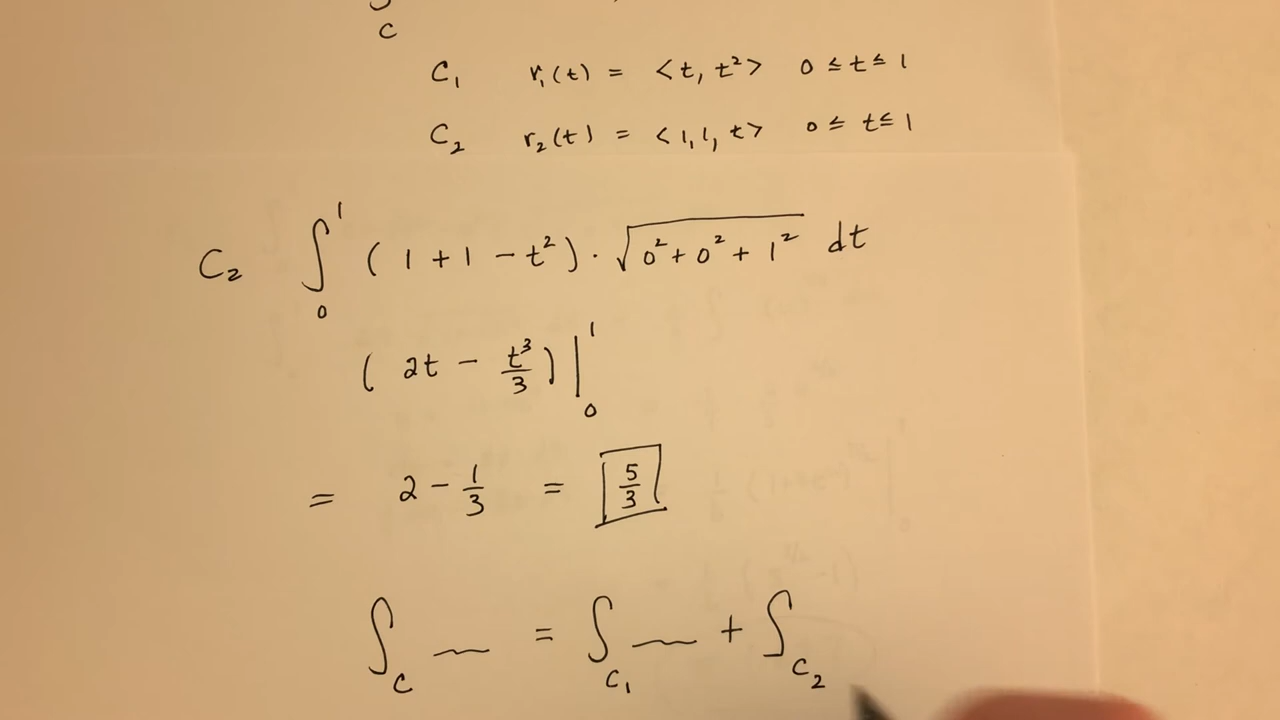 C
C₁ r₁(t) = <t, t²> 0 ≤ t ≤ 1
C₂ r₂(t) = <1, 1, t> 0 ≤ t ≤ 1
C₂ ∫₀¹ (1 + 1 − t²) · √(0² + 0² + 1²) dt
(2t − t³/3) |₀¹
= 2 − 1/3 = 5/3
∫_C ⁓ = ∫_C₁ ⁓ + ∫_C₂